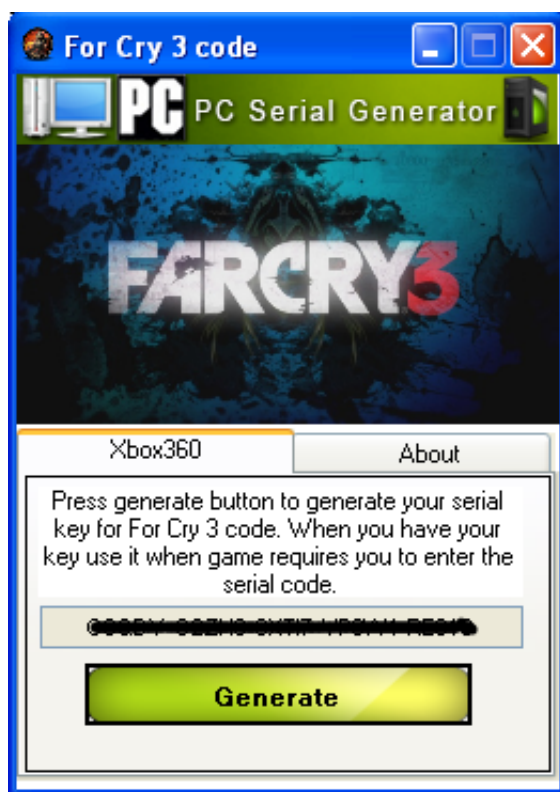 For Cry 3 code
PC PC Serial Generator
FARCRY3
Xbox360
About
Press generate button to generate your serial
key for For Cry 3 code. When you have your
key use it when game requires you to enter the
serial code.
Generate